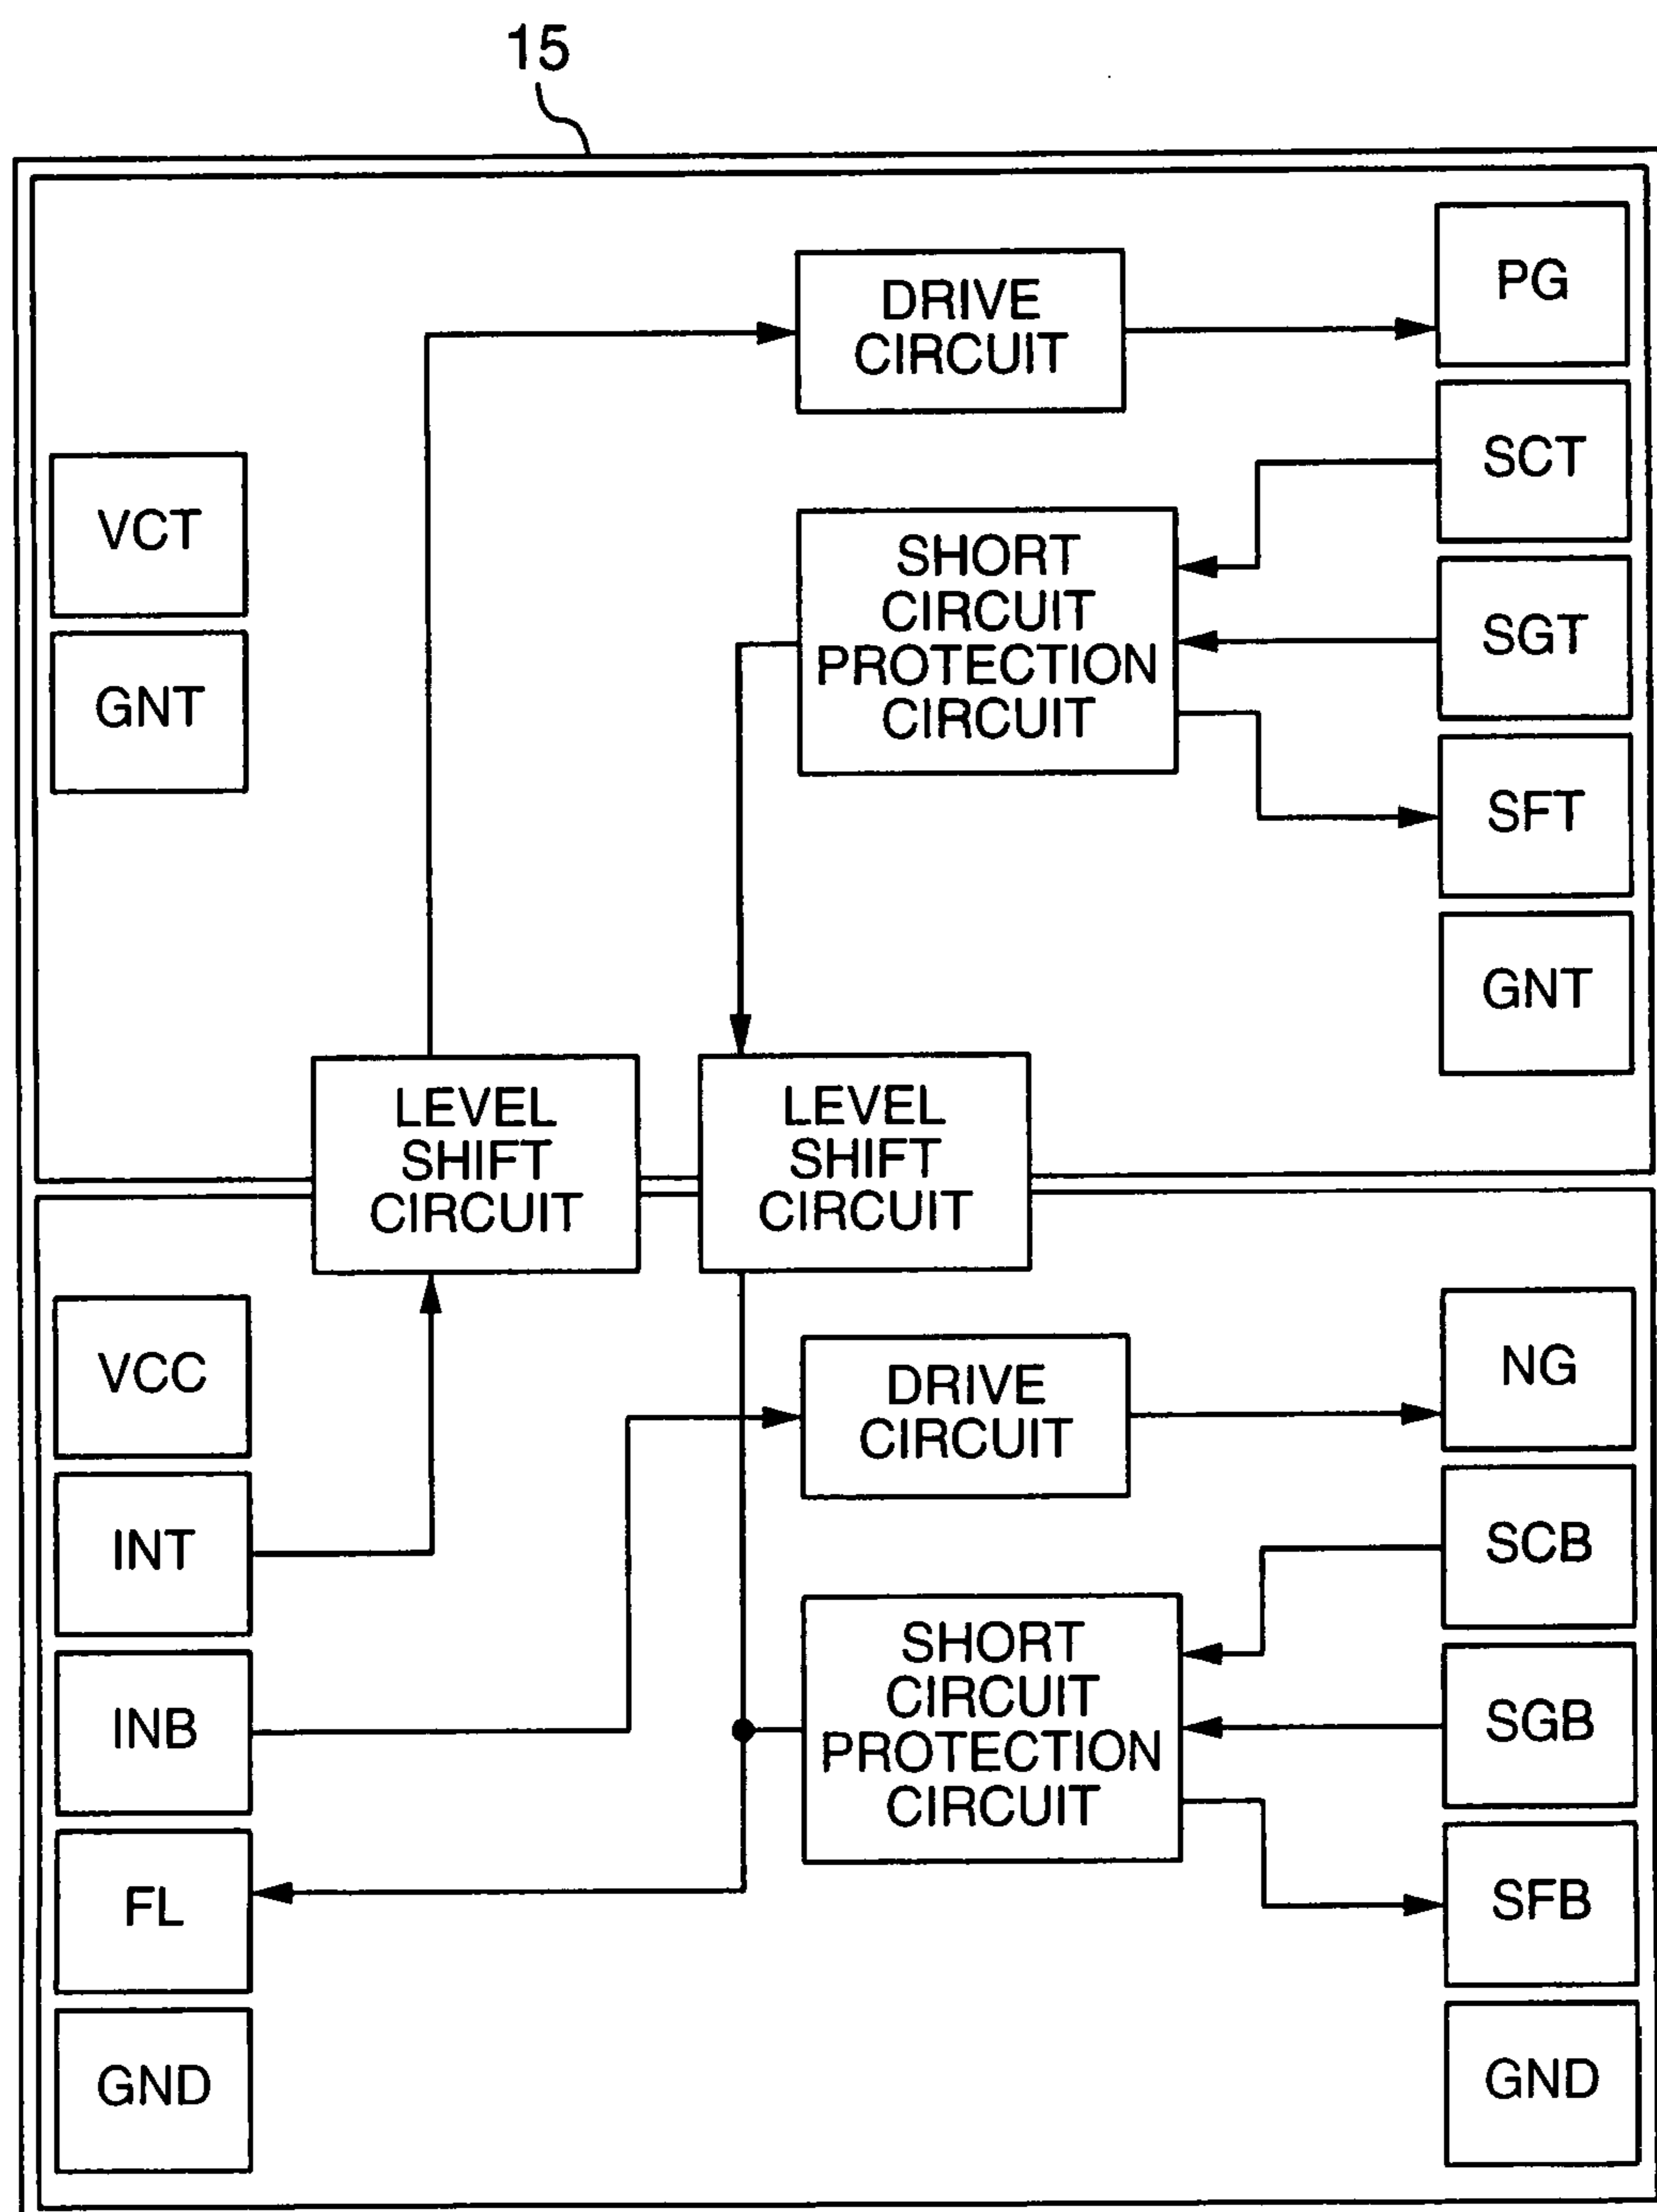 15
DRIVE
CIRCUIT
PG
SCT
VCT
SHORT
CIRCUIT
PROTECTION
CIRCUIT
SGT
GNT
SFT
GNT
LEVEL
SHIFT
CIRCUIT
LEVEL
SHIFT
CIRCUIT
VCC
DRIVE
CIRCUIT
NG
INT
SCB
INB
SHORT
CIRCUIT
PROTECTION
CIRCUIT
SGB
FL
SFB
GND
GND